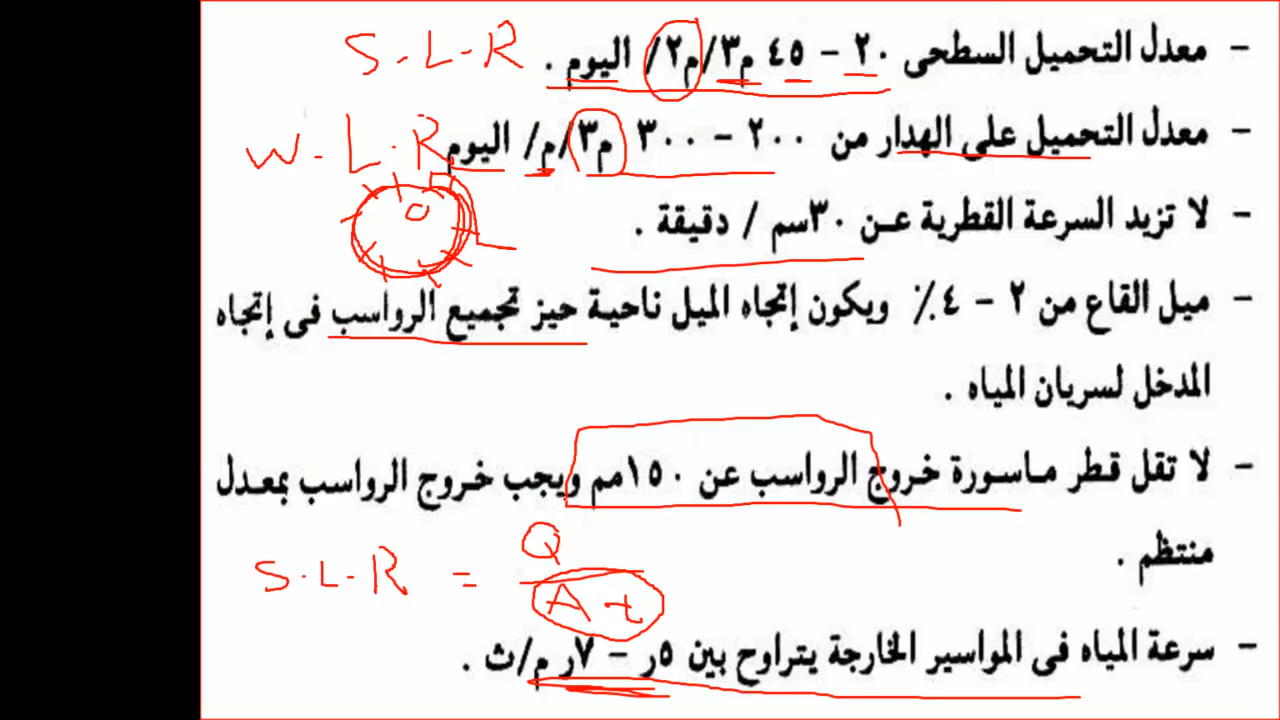 - معدل التحميل السطحى ٢٠ - ٤٥ م٣/م٢/ اليوم . S.L.R
- معدل التحميل على الهدار من ٢٠٠ - ٣٠٠ م٣/م/ اليوم W.L.R
- لا تزيد السرعة القطرية عن ٣٠سم / دقيقة .
- ميل القاع من ٢ - ٤٪ ويكون إتجاه الميل ناحية حيز تجميع الرواسب فى إتجاه
المدخل لسريان المياه .
- لا تقل قطر ماسورة خروج الرواسب عن ١٥٠مم ويجب خروج الرواسب بمعدل
منتظم .
S.L.R = Q / A t
- سرعة المياه فى المواسير الخارجة يتراوح بين ٥ر - ٧ر م/ث .